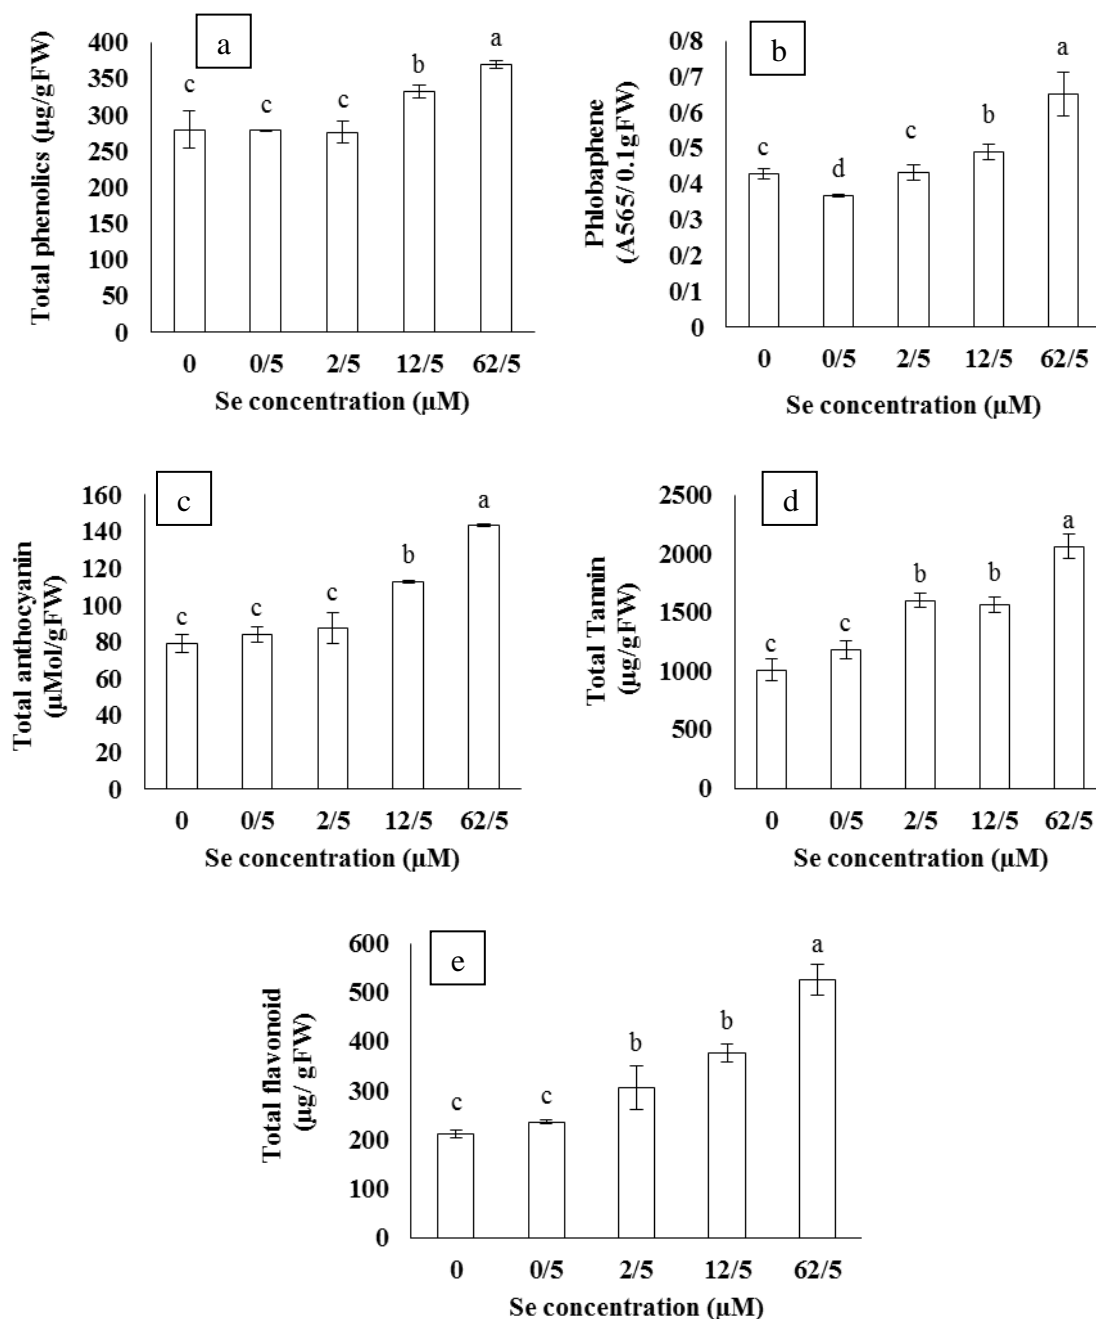 a
Total phenolics (µg/gFW)
400
350
300
250
200
150
100
50
0
c
c
c
b
a
0 0/5 2/5 12/5 62/5
Se concentration (µM)
b
Phlobaphene
(A565/ 0.1gFW)
0/8
0/7
0/6
0/5
0/4
0/3
0/2
0/1
0
c
d
c
b
a
0 0/5 2/5 12/5 62/5
Se concentration (µM)
c
Total anthocyanin
(µMol/gFW)
160
140
120
100
80
60
40
20
0
c
c
c
b
a
0 0/5 2/5 12/5 62/5
Se concentration (µM)
d
Total Tannin
(µg/gFW)
2500
2000
1500
1000
500
0
c
c
b
b
a
0 0/5 2/5 12/5 62/5
Se concentration (µM)
e
Total flavonoid
(µg/ gFW)
600
500
400
300
200
100
0
c
c
b
b
a
0 0/5 2/5 12/5 62/5
Se concentration (µM)